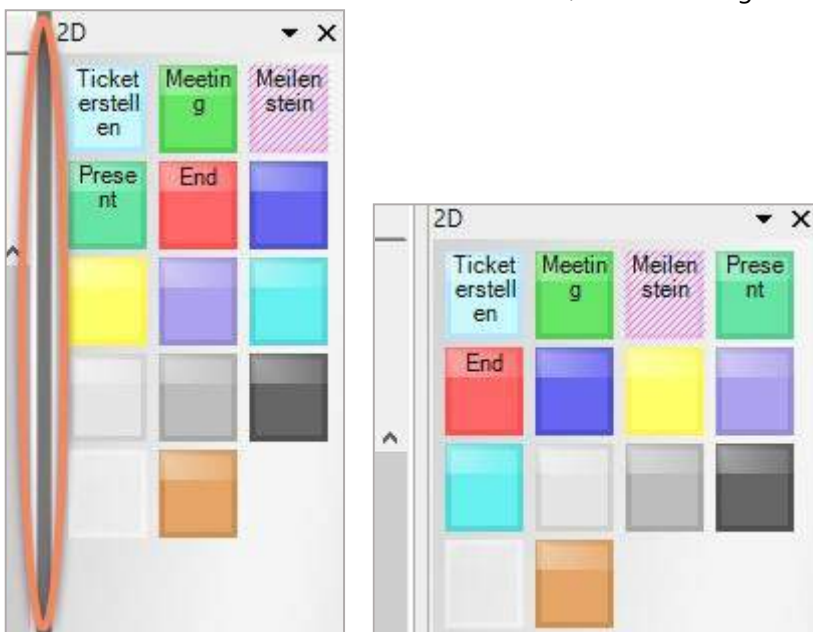 2D
Ticket
erstell
en
Meetin
g
Meilen
stein
Prese
nt
End
2D
Ticket
erstell
en
Meetin
g
Meilen
stein
Prese
nt
End